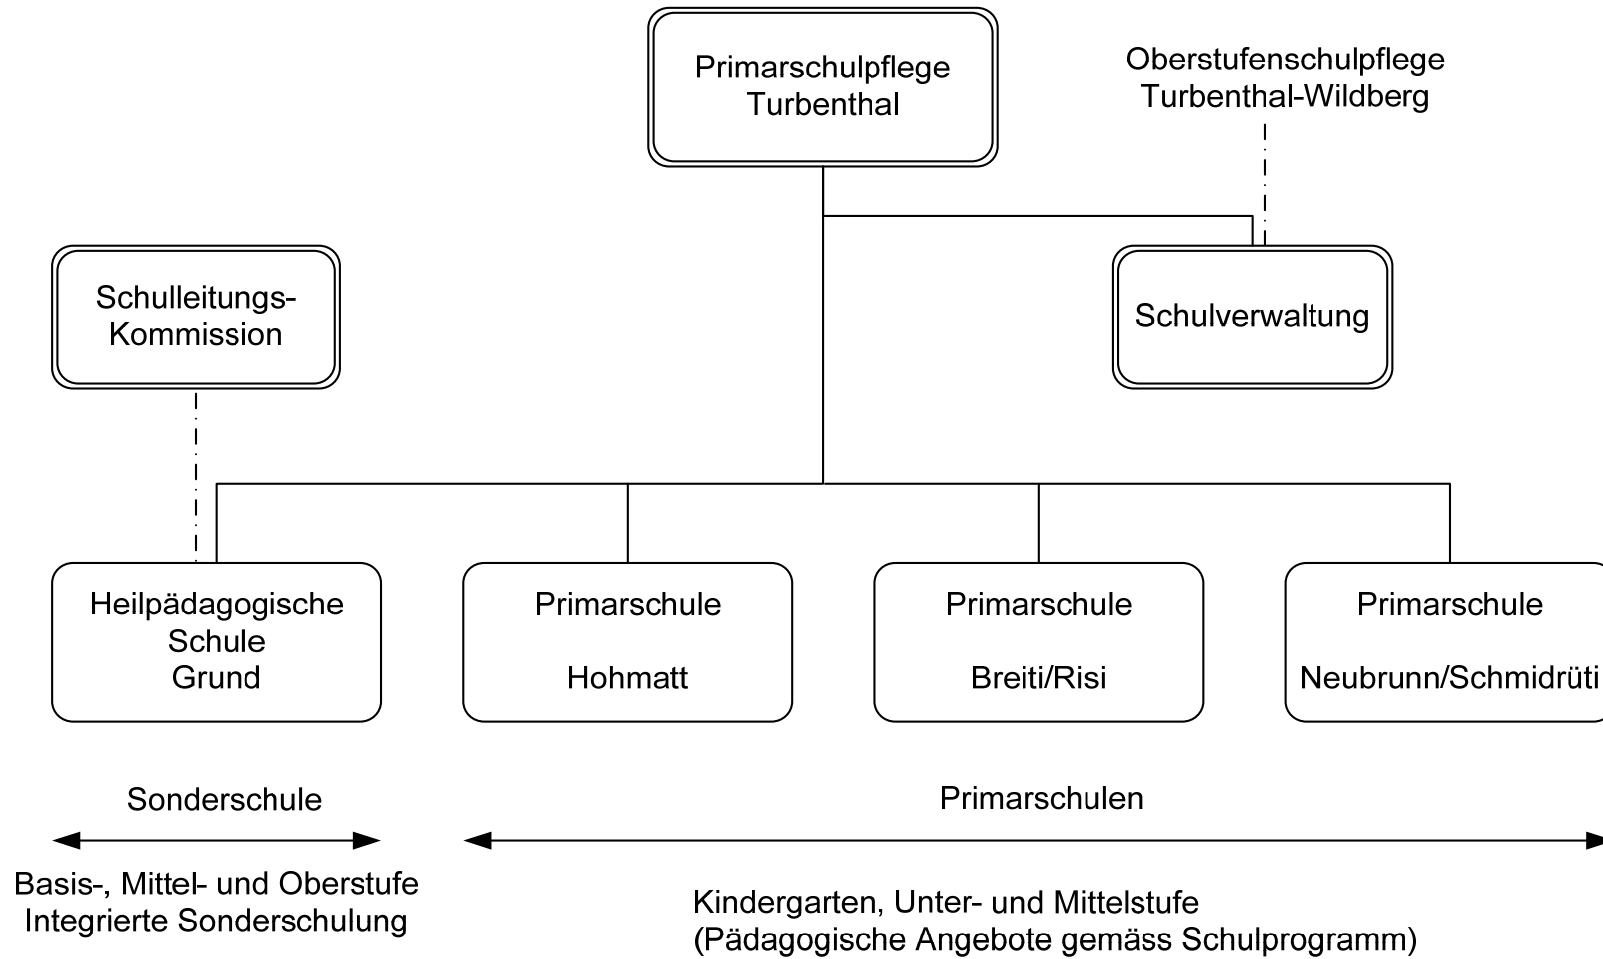 Primarschulpflege
Turbenthal
Oberstufenschulpflege
Turbenthal-Wildberg
Schulleitungs-
Kommission
Schulverwaltung
Heilpädagogische
Schule
Grund
Primarschule
Hohmatt
Primarschule
Breiti/Risi
Primarschule
Neubrunn/Schmidrüti
Sonderschule
Primarschulen
Basis-, Mittel- und Oberstufe
Integrierte Sonderschulung
Kindergarten, Unter- und Mittelstufe
(Pädagogische Angebote gemäss Schulprogramm)